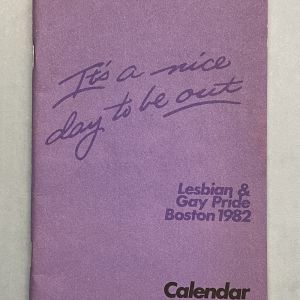 It's a nice
day to be out
Lesbian &
Gay Pride
Boston 1982
Calendar